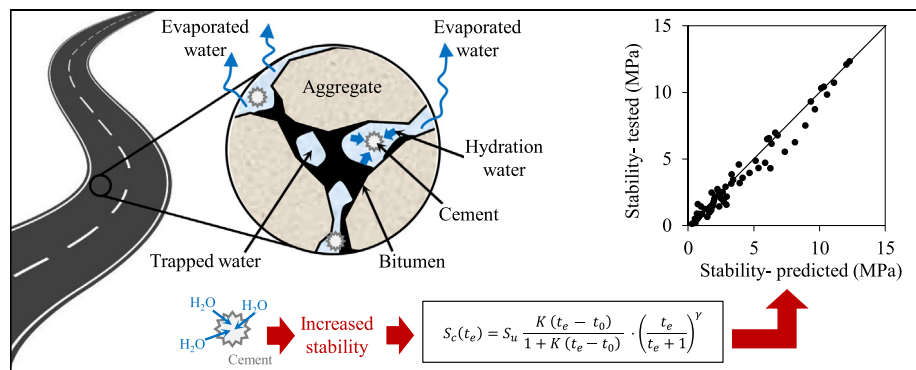 Evaporated
water
Evaporated
water
Aggregate
Hydration
water
Cement
Trapped water
Bitumen
Stability- tested (MPa)
15
10
5
0
0
5
10
15
Stability- predicted (MPa)
H₂O
H₂O
H₂O
Cement
Increased
stability
S_c(t_e) = S_u \frac{K (t_e − t_0)}{1 + K (t_e − t_0)} · \left(\frac{t_e}{t_e + 1}\right)^γ